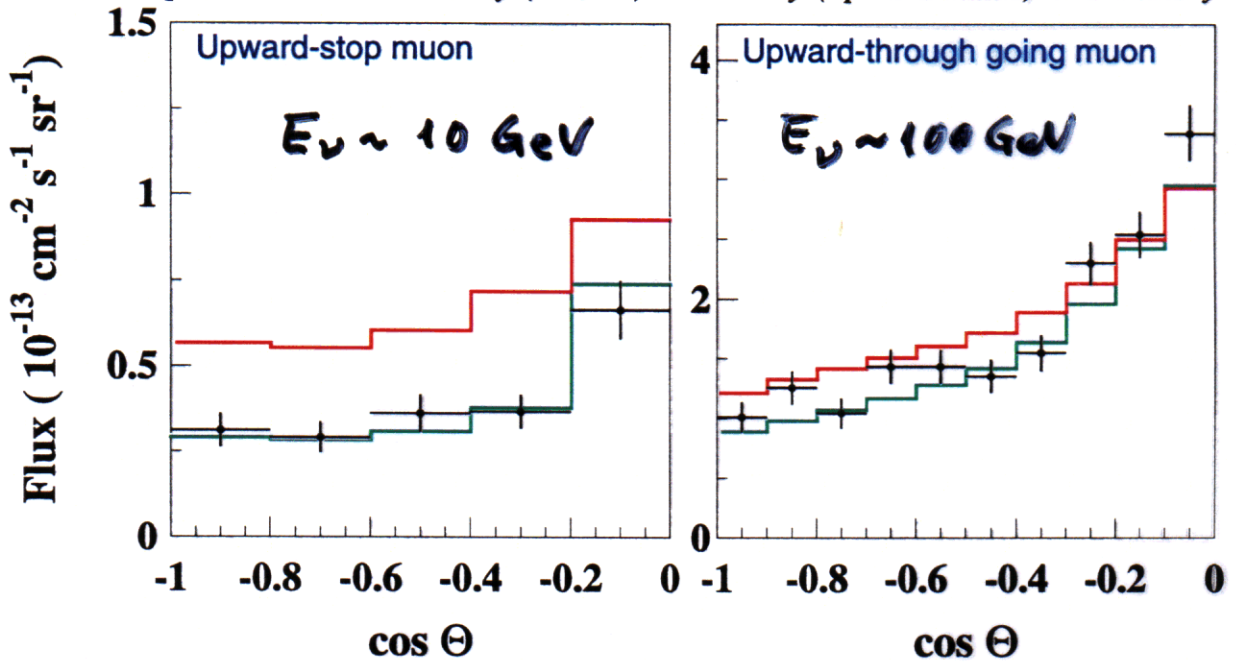 Upward-stop muon
E_ν ~ 10 GeV
Upward-through going muon
E_ν ~ 100 GeV
Flux ( 10^-13 cm^-2 s^-1 sr^-1)
1.5
1
0.5
0
-1 -0.8 -0.6 -0.4 -0.2 0
cos Θ
4
2
0
-1 -0.8 -0.6 -0.4 -0.2 0
cos Θ